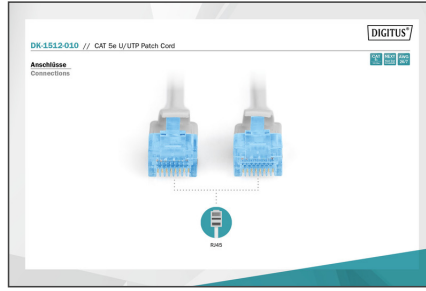 DIGITUS®
DK-1512-010 // CAT 5e U/UTP Patch Cord
Anschlüsse
Connections
RJ45